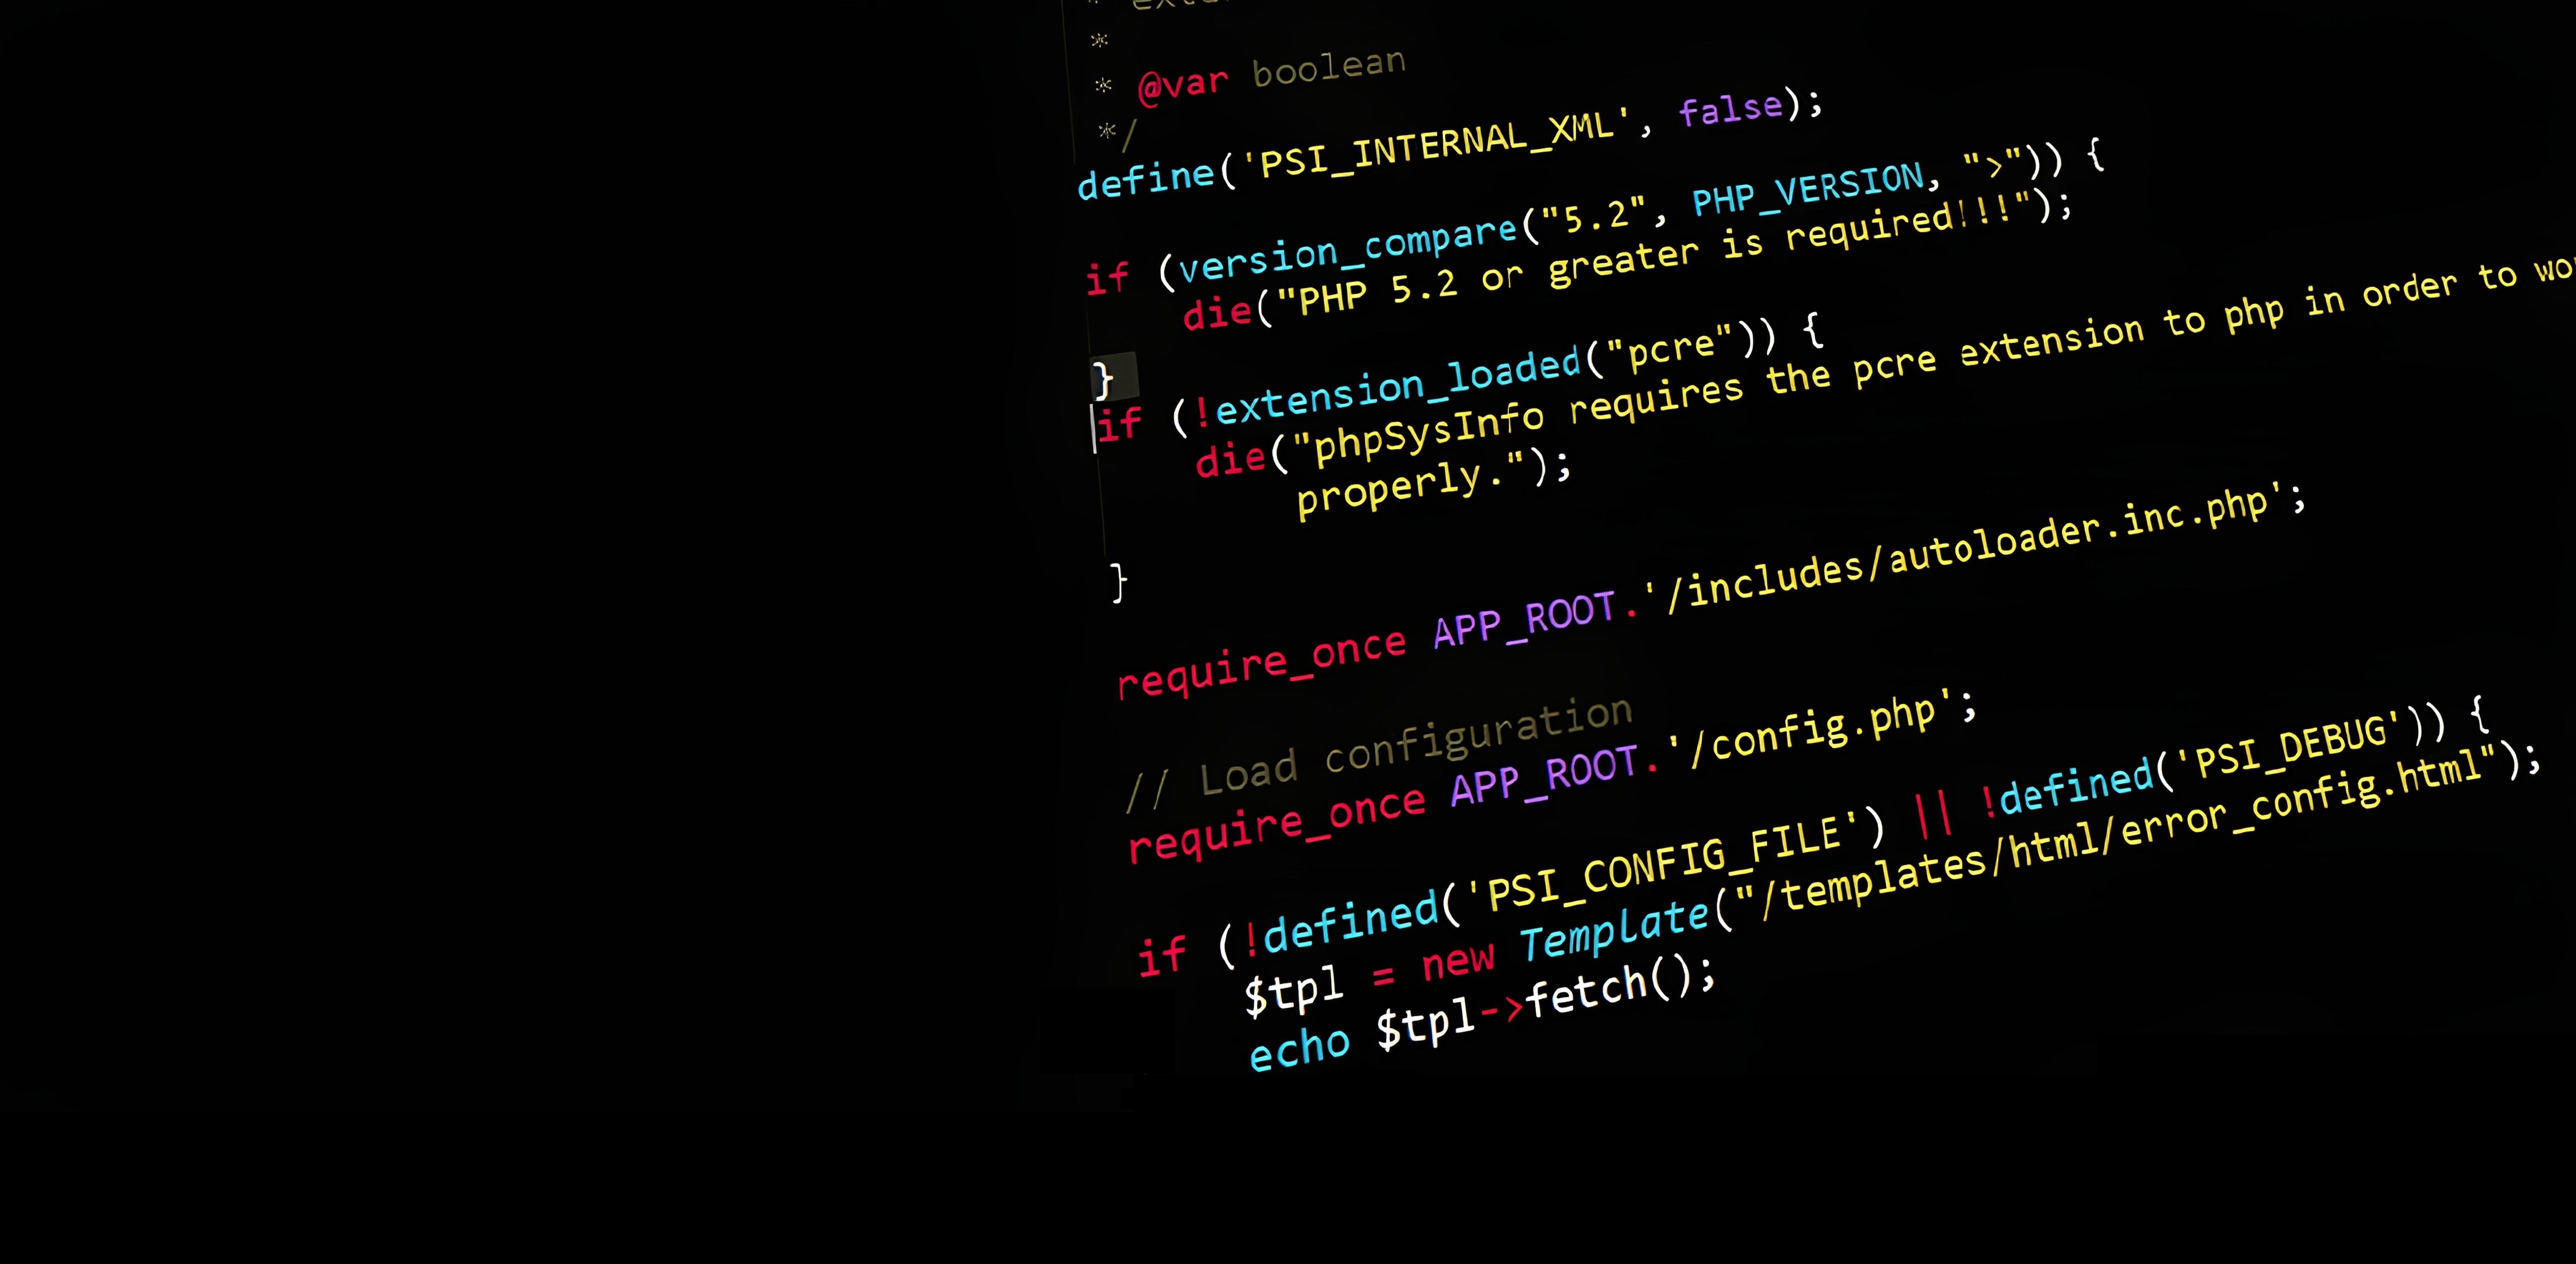 *
* @var boolean
*/
define('PSI_INTERNAL_XML', false);
if (version_compare("5.2", PHP_VERSION, ">")) {
die("PHP 5.2 or greater is required!!!");
}
if (!extension_loaded("pcre")) {
die("phpSysInfo requires the pcre extension to php in order to
properly.");
}
require_once APP_ROOT.'/includes/autoloader.inc.php';
// Load configuration
require_once APP_ROOT.'/config.php';
if (!defined('PSI_CONFIG_FILE') || !defined('PSI_DEBUG')) {
$tpl = new Template("/templates/html/error_config.html");
echo $tpl->fetch();